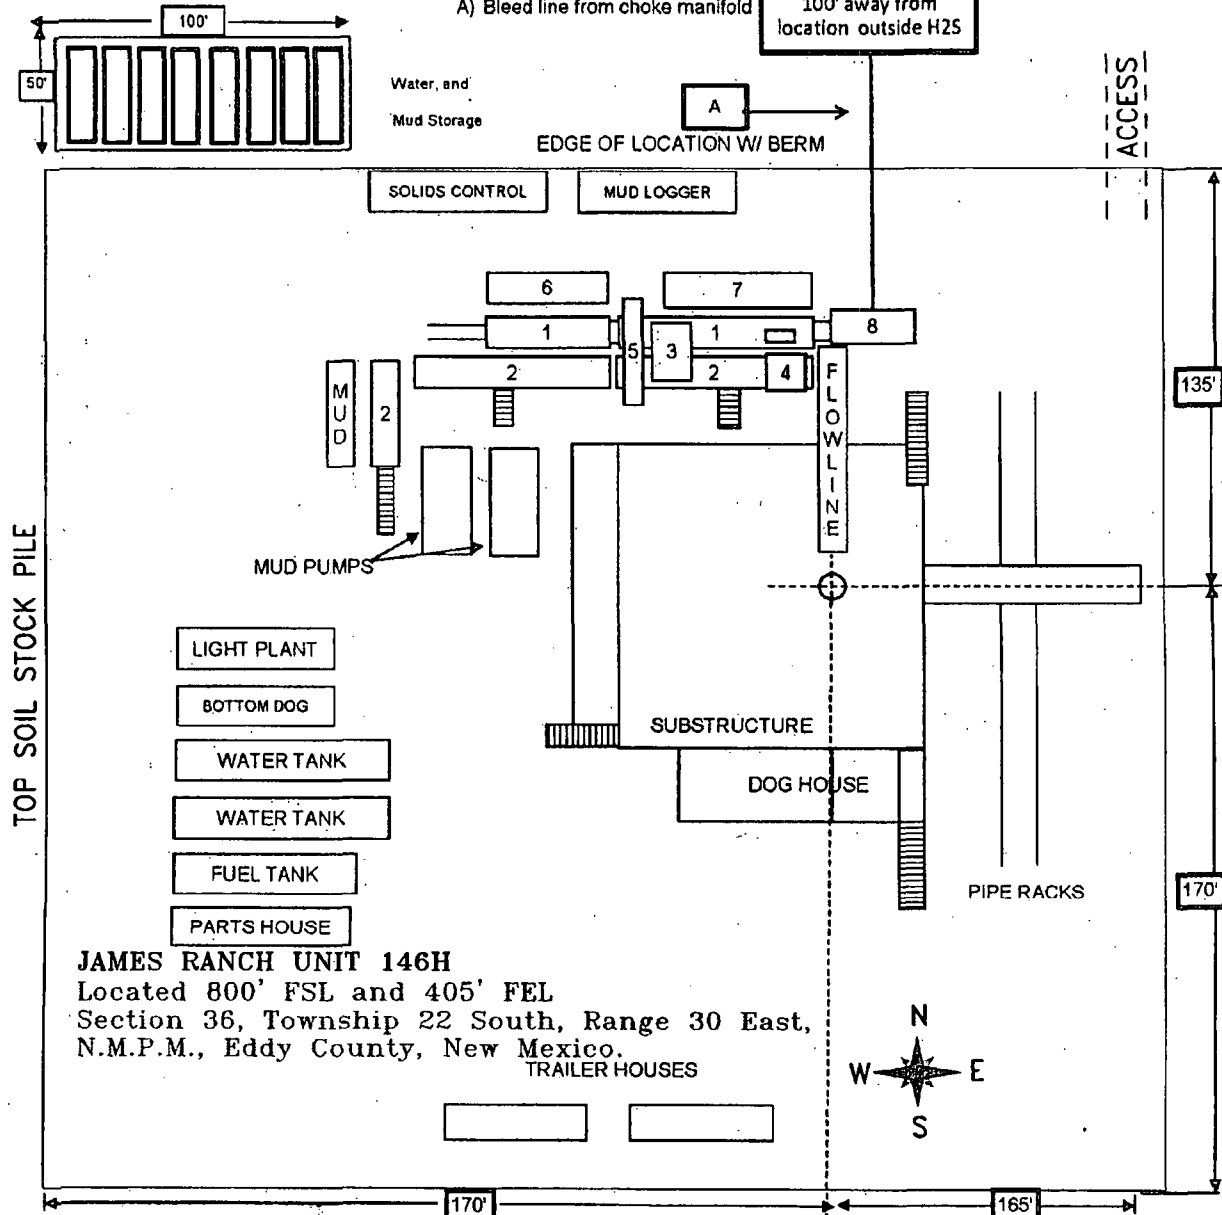 100'
A) Bleed line from choke manifold
100' away from
location outside H2S
50'
Water, and
Mud Storage
A
ACCESS
EDGE OF LOCATION W/ BERM
SOLIDS CONTROL
MUD LOGGER
6
7
1
1
8
5
3
2
2
4
135'
MUD
2
FLOWLINE
MUD PUMPS
TOP SOIL STOCK PILE
LIGHT PLANT
BOTTOM DOG
SUBSTRUCTURE
WATER TANK
DOG HOUSE
WATER TANK
FUEL TANK
PIPE RACKS
170'
PARTS HOUSE
JAMES RANCH UNIT 146H
Located 800' FSL and 405' FEL
Section 36, Township 22 South, Range 30 East,
N.M.P.M., Eddy County, New Mexico.
TRAILER HOUSES
N
W
E
S
170'
165'